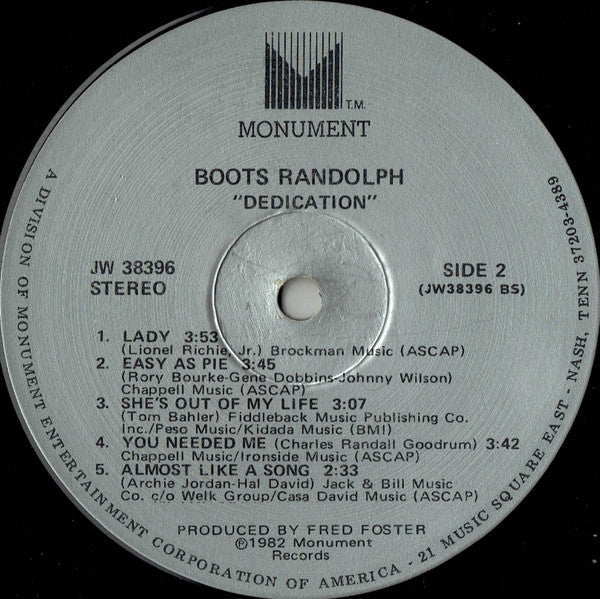 T.M.
MONUMENT
BOOTS RANDOLPH
"DEDICATION"
JW 38396
STEREO
SIDE 2
(JW38396 BS)
1. LADY 3:53
(Lionel Richie, Jr.) Brockman Music (ASCAP)
2. EASY AS PIE 3:45
(Rory Bourke-Gene Dobbins-Johnny Wilson)
Chappell Music (ASCAP)
3. SHE'S OUT OF MY LIFE 3:07
(Tom Bahler) Fiddleback Music Publishing Co.
Inc./Peso Music/Kidada Music (BMI)
4. YOU NEEDED ME (Charles Randall Goodrum) 3:42
Chappell Music/Ironside Music (ASCAP)
5. ALMOST LIKE A SONG 2:33
(Archie Jordan-Hal David) Jack & Bill Music
Co. c/o Welk Group/Casa David Music (ASCAP)
PRODUCED BY FRED FOSTER
℗1982 Monument
Records
A DIVISION OF MONUMENT ENTERTAINMENT CORPORATION OF AMERICA - 21 MUSIC SQUARE EAST - NASH, TENN 37203-4389